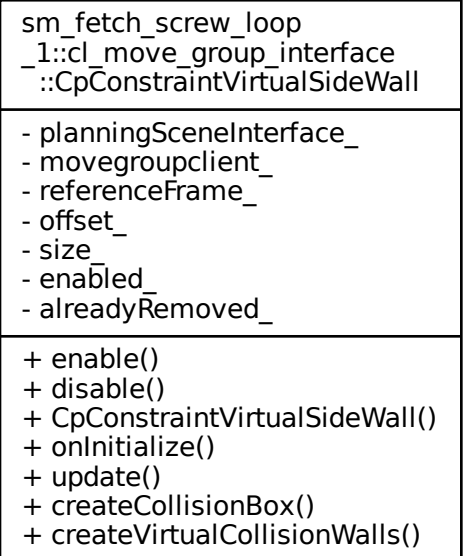 sm_fetch_screw_loop
_1::cl_move_group_interface
::CpConstraintVirtualSideWall
- planningSceneInterface_
- movegroupclient_
- referenceFrame_
- offset_
- size_
- enabled_
- alreadyRemoved_
+ enable()
+ disable()
+ CpConstraintVirtualSideWall()
+ onInitialize()
+ update()
+ createCollisionBox()
+ createVirtualCollisionWalls()